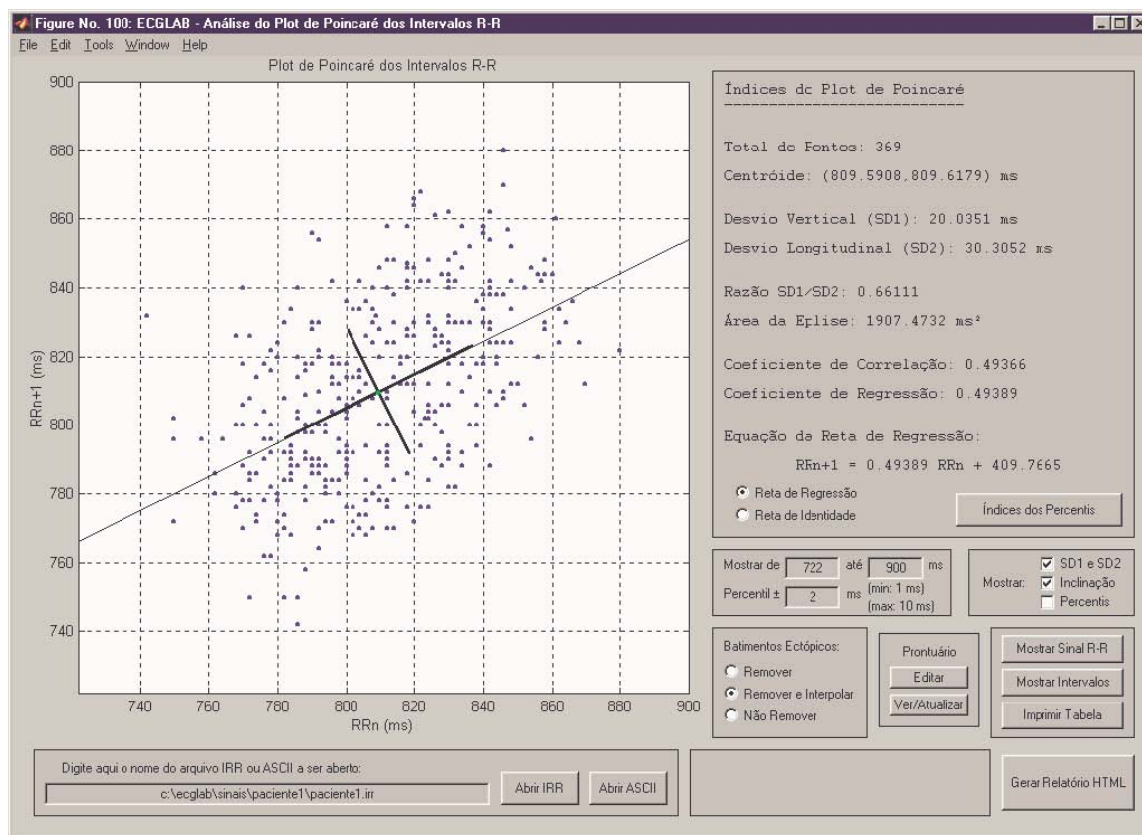 Figure No. 100: ECGLAB - Análise do Plot de Poincaré dos Intervalos R-R
File Edit Tools Window Help
Plot de Poincaré dos Intervalos R-R
900
880
860
840
820
800
780
760
740
RRn+1 (ms)
740 760 780 800 820 840 860 880 900
RRn (ms)
Índices do Plot de Poincaré
Total de Pontos: 369
Centróide: (809.5908,809.6179) ms
Desvio Vertical (SD1): 20.0351 ms
Desvio Longitudinal (SD2): 30.3052 ms
Razão SD1/SD2: 0.66111
Área da Eplise: 1907.4732 ms²
Coeficiente de Correlação: 0.49366
Coeficiente de Regressão: 0.49389
Equação da Reta de Regressão:
RRn+1 = 0.49389 RRn + 409.7665
Reta de Regressão
Reta de Identidade
Índices dos Percentis
Mostrar de 722 até 900 ms
Percentil ± 2 ms (min: 1 ms)
(max: 10 ms)
Mostrar:
SD1 e SD2
Inclinação
Percentis
Batimentos Ectópicos:
Remover
Remover e Interpolar
Não Remover
Prontuário
Editar
Ver/Atualizar
Mostrar Sinal R-R
Mostrar Intervalos
Imprimir Tabela
Digite aqui o nome do arquivo IRR ou ASCII a ser aberto:
c:\ecglab\sinais\paciente1\paciente1.irr
Abrir IRR
Abrir ASCII
Gerar Relatório HTML